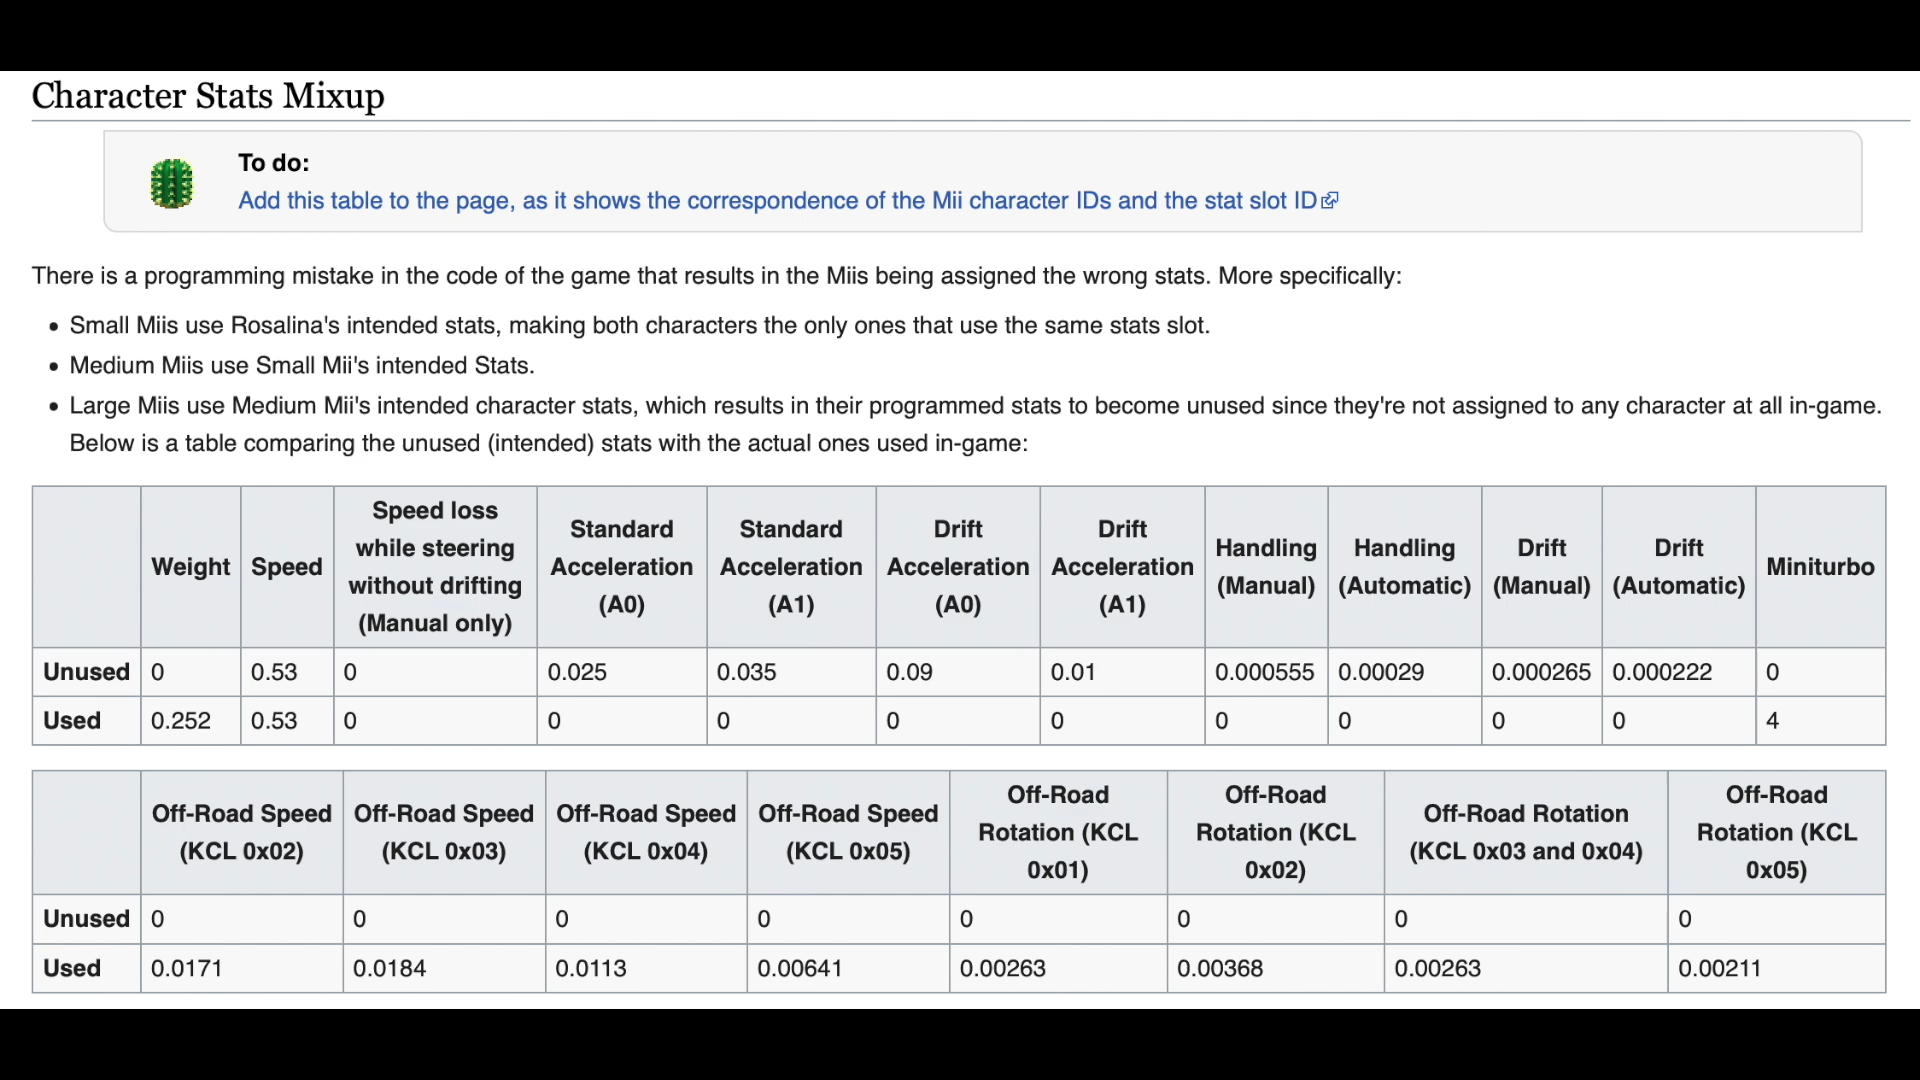 Character Stats Mixup
To do:
Add this table to the page, as it shows the correspondence of the Mii character IDs and the stat slot ID
There is a programming mistake in the code of the game that results in the Miis being assigned the wrong stats. More specifically:
Small Miis use Rosalina's intended stats, making both characters the only ones that use the same stats slot.
Medium Miis use Small Mii's intended Stats.
Large Miis use Medium Mii's intended character stats, which results in their programmed stats to become unused since they're not assigned to any character at all in-game.
Below is a table comparing the unused (intended) stats with the actual ones used in-game:
Weight Speed Speed loss while steering without drifting (Manual only) Standard Acceleration (A0) Standard Acceleration (A1) Drift Acceleration (A0) Drift Acceleration (A1) Handling (Manual) Handling (Automatic) Drift (Manual) Drift (Automatic) Miniturbo
Unused 0 0.53 0 0.025 0.035 0.09 0.01 0.000555 0.00029 0.000265 0.000222 0
Used 0.252 0.53 0 0 0 0 0 0 0 0 0 4
Off-Road Speed (KCL 0x02) Off-Road Speed (KCL 0x03) Off-Road Speed (KCL 0x04) Off-Road Speed (KCL 0x05) Off-Road Rotation (KCL 0x01) Off-Road Rotation (KCL 0x02) Off-Road Rotation (KCL 0x03 and 0x04) Off-Road Rotation (KCL 0x05)
Unused 0 0 0 0 0 0 0 0
Used 0.0171 0.0184 0.0113 0.00641 0.00263 0.00368 0.00263 0.00211